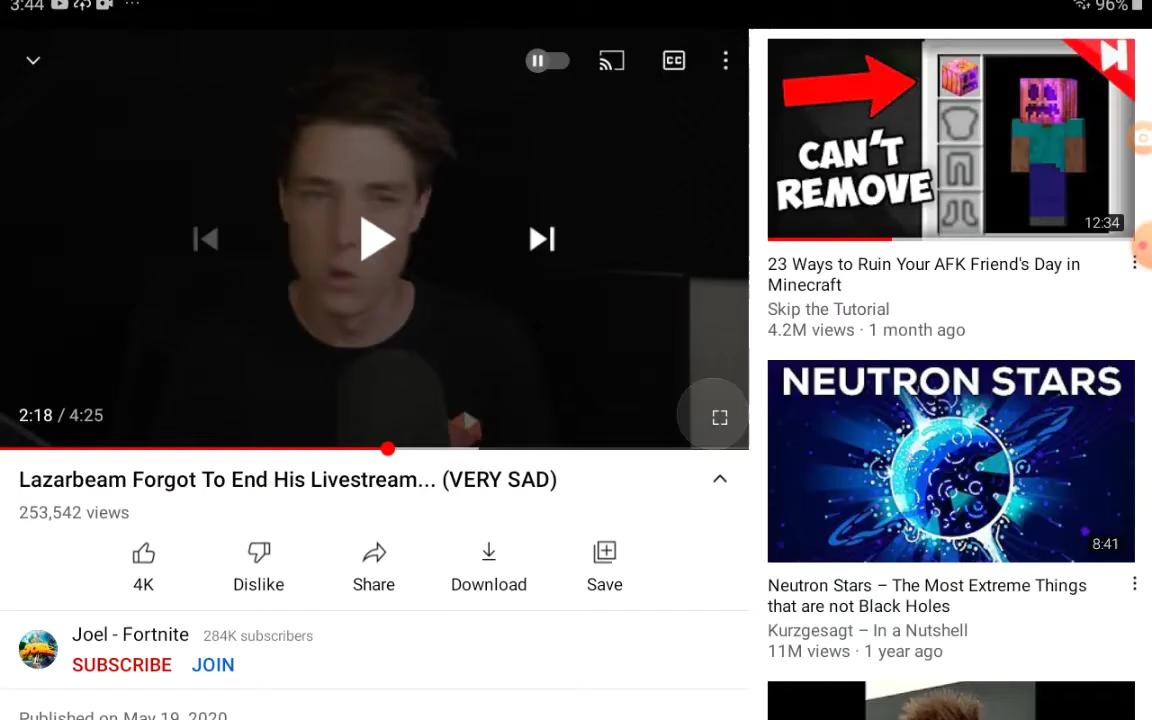 3:44
96%
CC
2:18 / 4:25
Lazarbeam Forgot To End His Livestream... (VERY SAD)
253,542 views
4K
Dislike
Share
Download
Save
Joel - Fortnite 284K subscribers
SUBSCRIBE JOIN
Published on May 19, 2020
CAN'T
REMOVE
12:34
23 Ways to Ruin Your AFK Friend's Day in
Minecraft
Skip the Tutorial
4.2M views · 1 month ago
NEUTRON STARS
8:41
Neutron Stars – The Most Extreme Things
that are not Black Holes
Kurzgesagt – In a Nutshell
11M views · 1 year ago